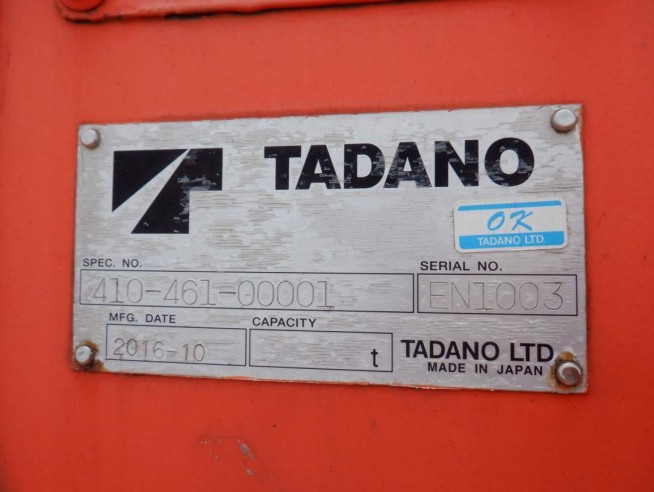 TADANO
OK
TADANO LTD.
SPEC. NO.
SERIAL NO.
410-461-00001
EN1003
MFG. DATE
CAPACITY
2016-10
t
TADANO LTD
MADE IN JAPAN